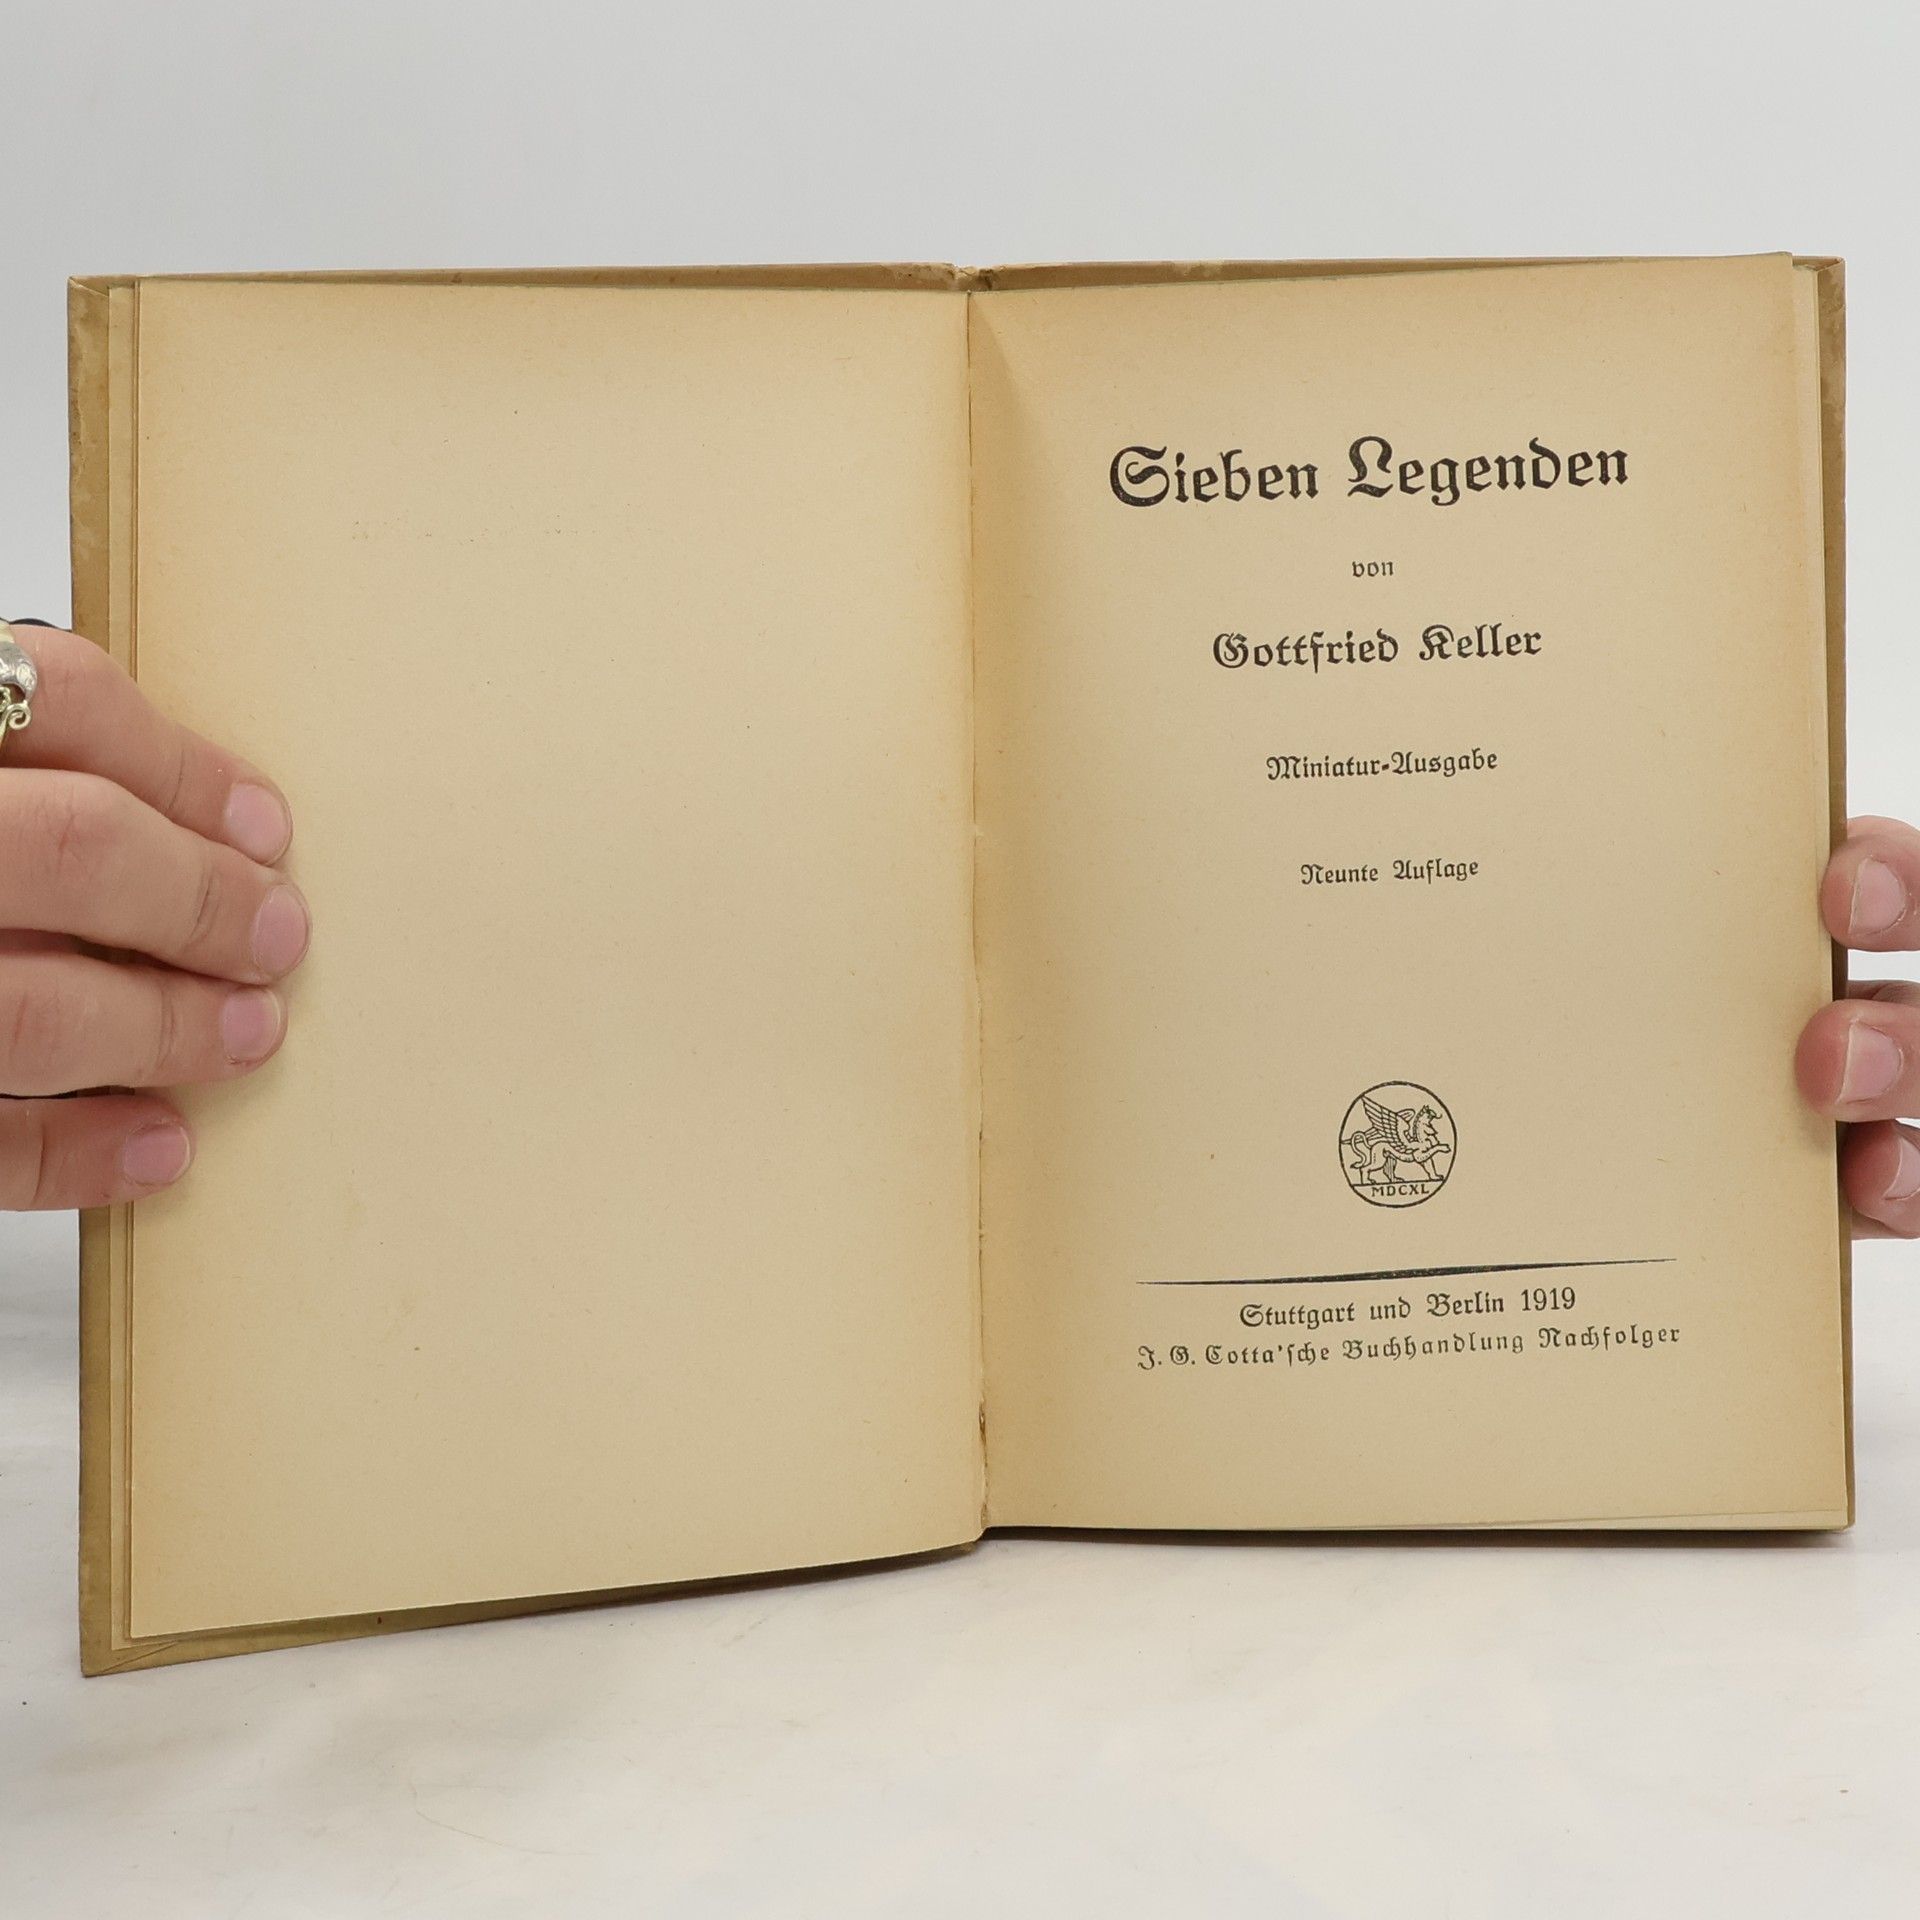 Sieben Legenden
von
Gottfried Keller
Miniatur-Ausgabe
Neunte Auflage
MDCXL
Stuttgart und Berlin 1919
J. G. Cotta'sche Buchhandlung Nachfolger